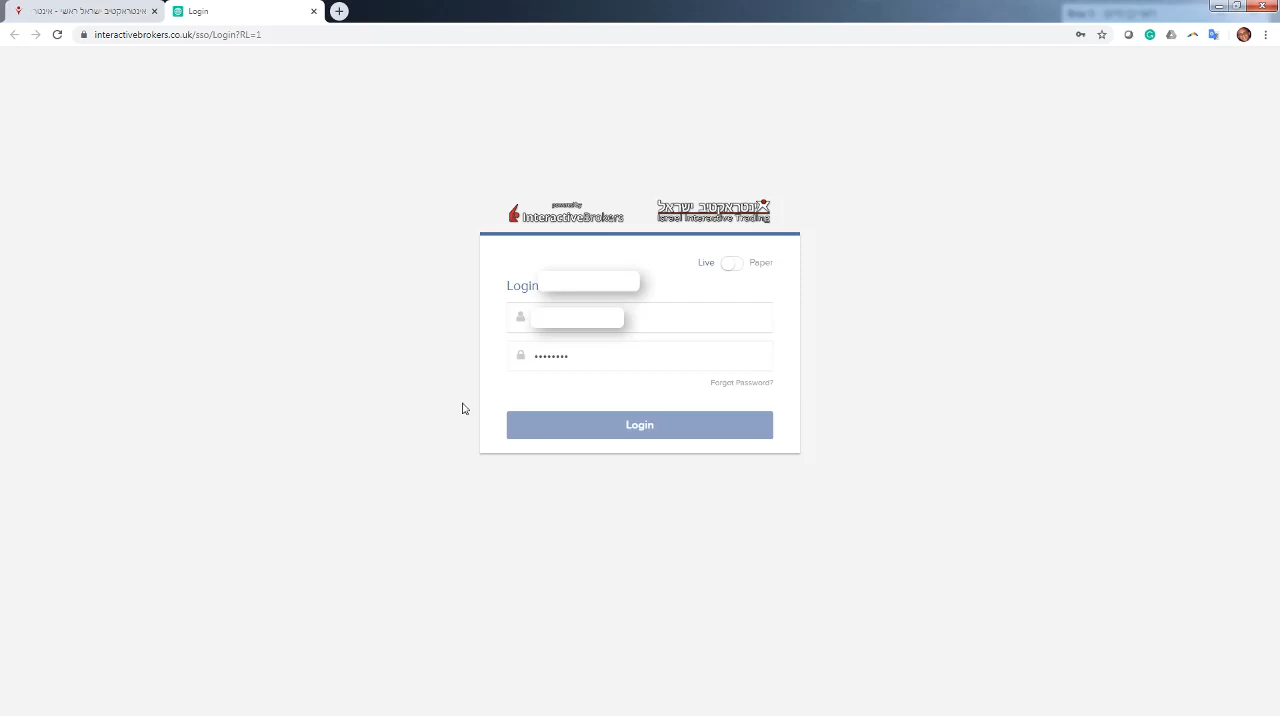 אינטראקטיב ישראל ראשי - אינטר
Login
interactivebrokers.co.uk/sso/Login?RL=1
powered by
InteractiveBrokers
אינטראקטיב ישראל
Israel Interactive Trading
Live
Paper
Login
••••••••
Forgot Password?
Login